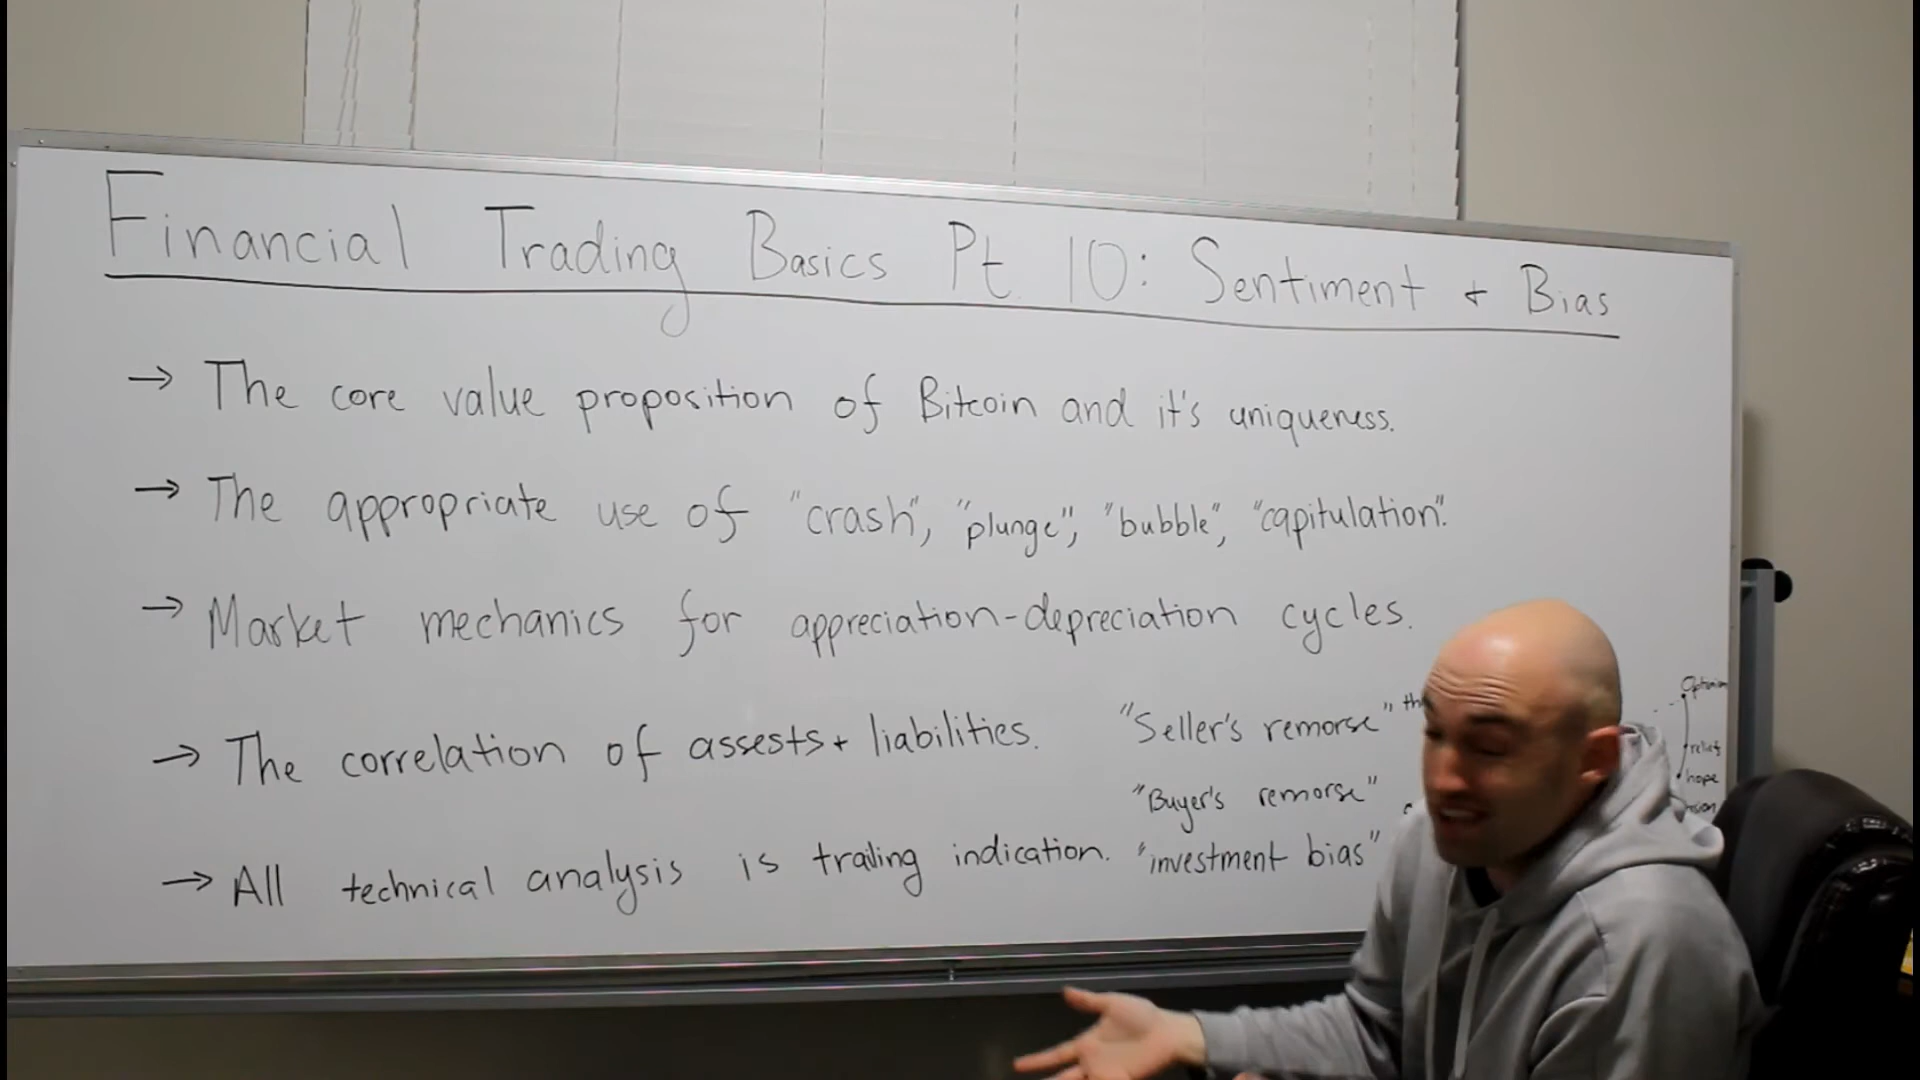 Financial Trading Basics Pt. 10: Sentiment + Bias
→ The core value proposition of Bitcoin and it's uniqueness.
→ The appropriate use of "crash", "plunge", "bubble", "capitulation".
→ Market mechanics for appreciation-depreciation cycles.
→ The correlation of assests + liabilities.
→ All technical analysis is trailing indication.
"Seller's remorse"
"Buyer's remorse"
"investment bias"
relief
hope